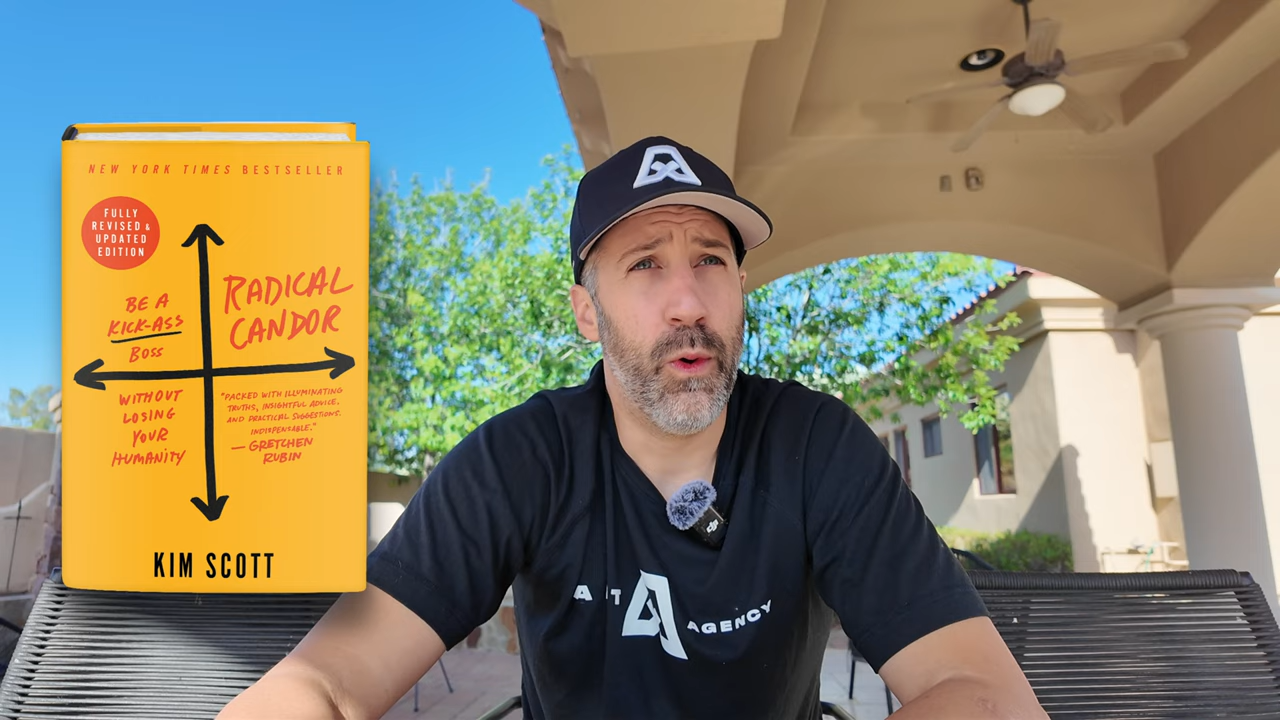 NEW YORK TIMES BESTSELLER
FULLY
REVISED &
UPDATED
EDITION
BE A
KICK-ASS
BOSS
RADICAL
CANDOR
WITHOUT
LOSING
YOUR
HUMANITY
"PACKED WITH ILLUMINATING
TRUTHS, INSIGHTFUL ADVICE,
AND PRACTICAL SUGGESTIONS.
INDISPENSABLE."
— GRETCHEN
RUBIN
KIM SCOTT
dji
AGENCY